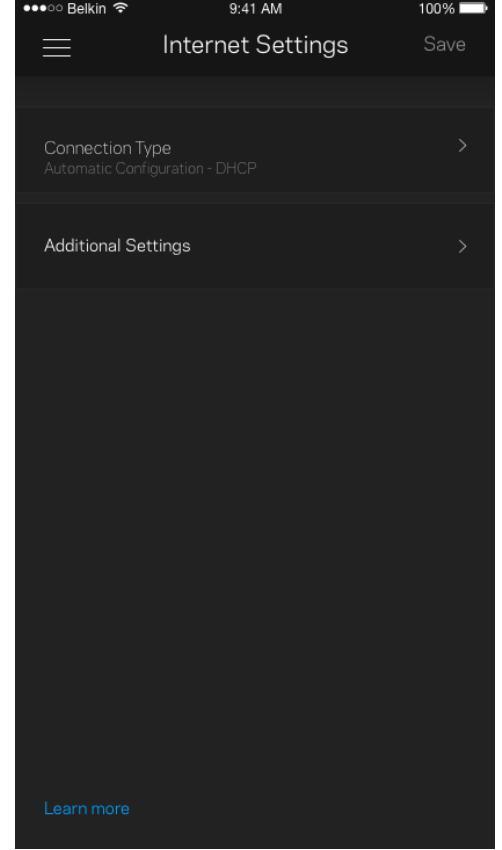 Belkin 9:41 AM 100%
Internet Settings Save
Connection Type
Automatic Configuration - DHCP
Additional Settings
Learn more